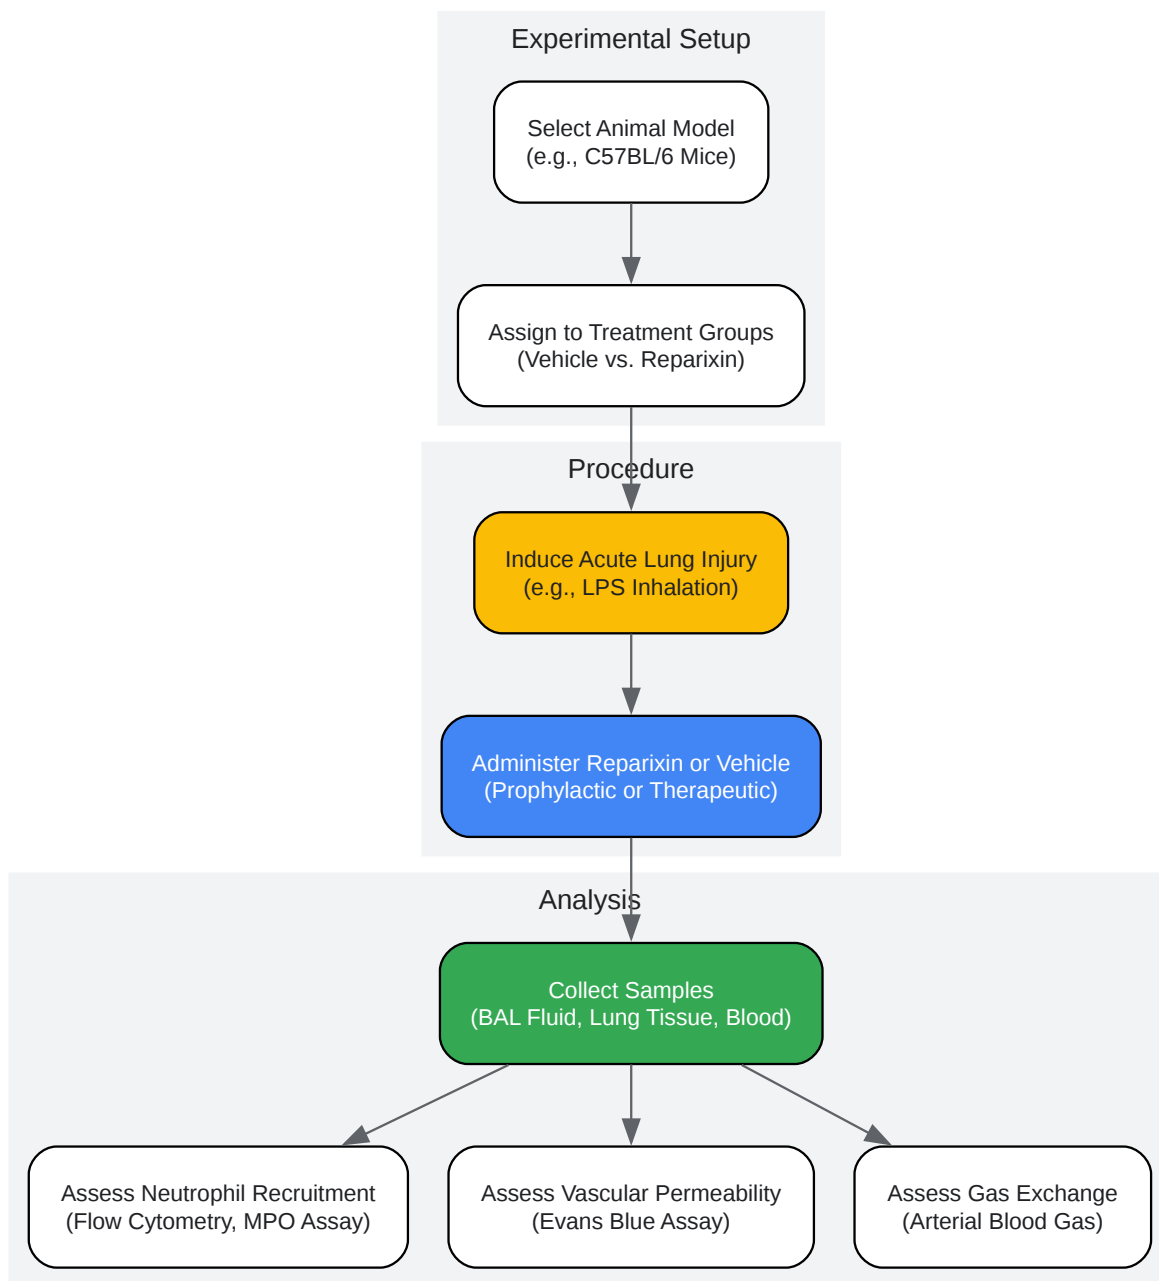 Experimental Setup
Select Animal Model
(e.g., C57BL/6 Mice)
Assign to Treatment Groups
(Vehicle vs. Reparixin)
Procedure
Induce Acute Lung Injury
(e.g., LPS Inhalation)
Administer Reparixin or Vehicle
(Prophylactic or Therapeutic)
Analysis
Collect Samples
(BAL Fluid, Lung Tissue, Blood)
Assess Neutrophil Recruitment
(Flow Cytometry, MPO Assay)
Assess Vascular Permeability
(Evans Blue Assay)
Assess Gas Exchange
(Arterial Blood Gas)